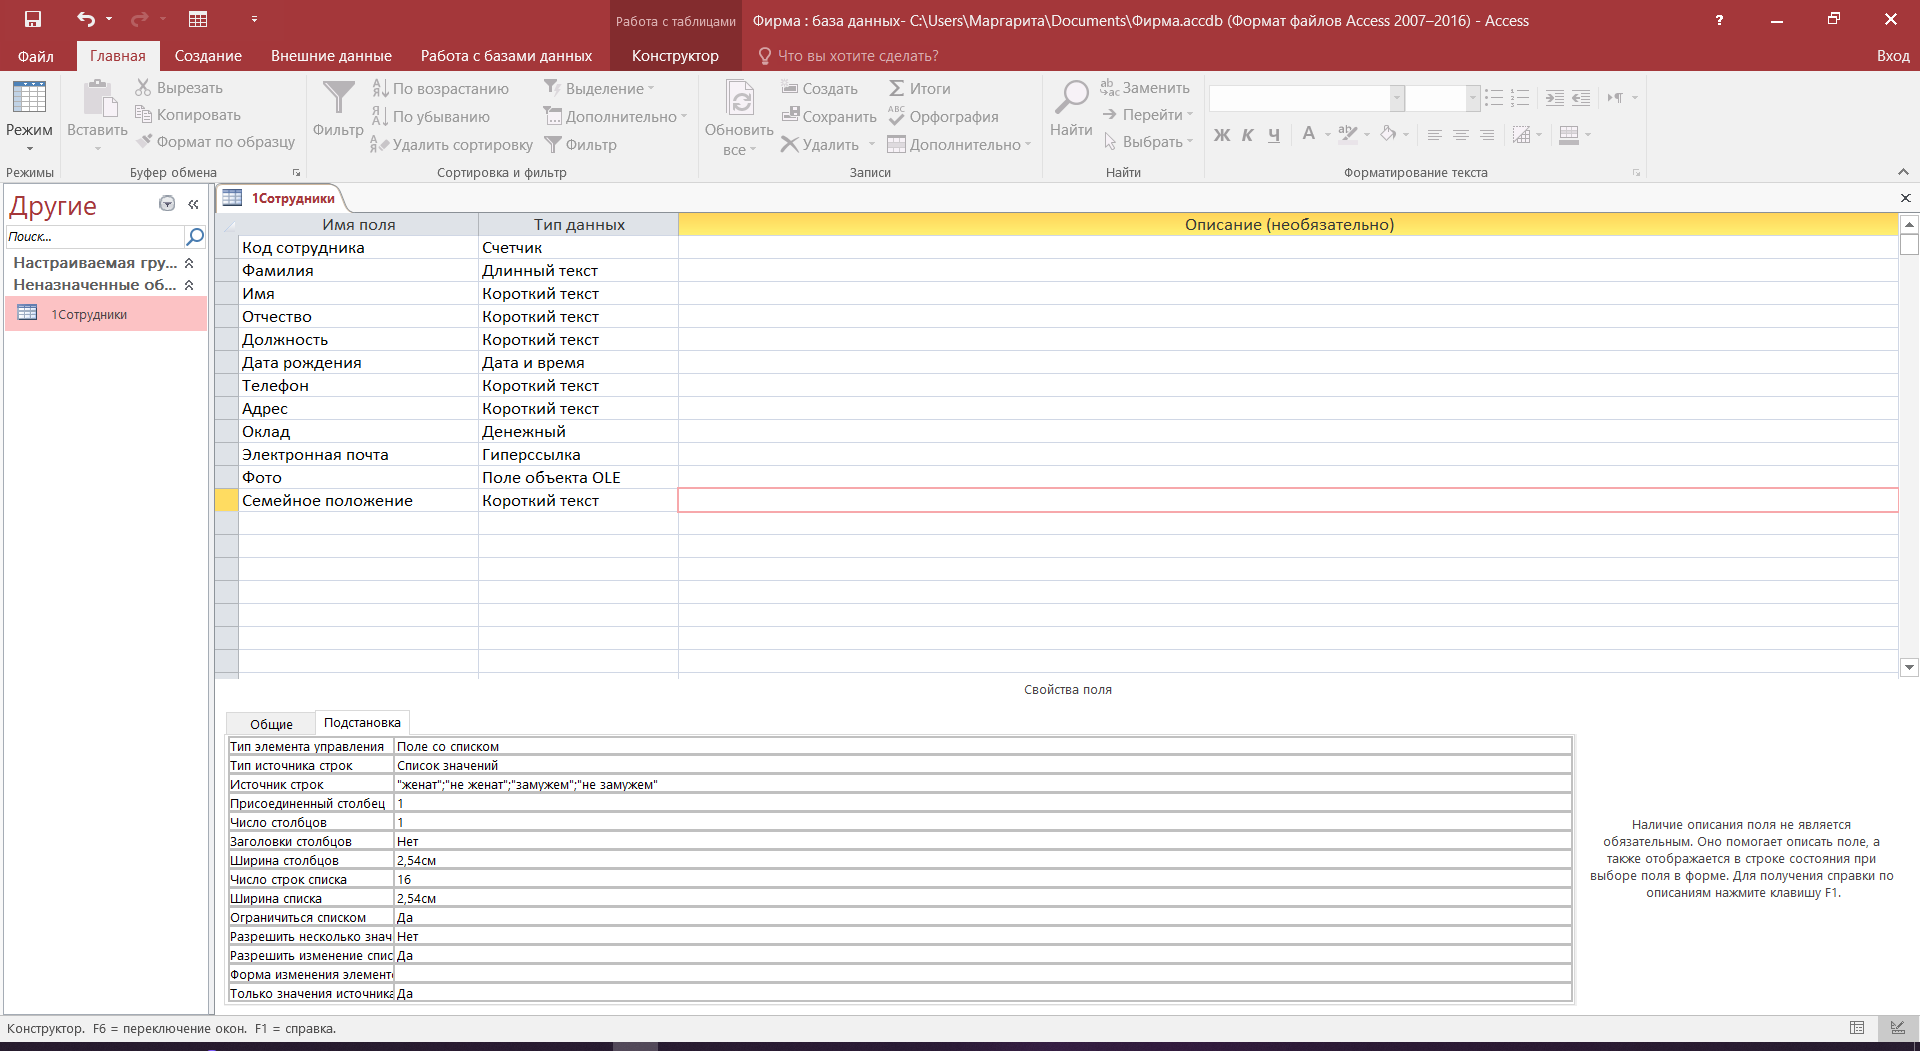 Работа с таблицами
Фирма : база данных- C:\Users\Маргарита\Documents\Фирма.accdb (Формат файлов Access 2007–2016) - Access
?
Файл
Главная
Создание
Внешние данные
Работа с базами данных
Конструктор
Что вы хотите сделать?
Вход
Режим
Режимы
Вставить
Вырезать
Копировать
Формат по образцу
Буфер обмена
Фильтр
По возрастанию
По убыванию
Удалить сортировку
Выделение
Дополнительно
Фильтр
Сортировка и фильтр
Обновить
все
Создать
Сохранить
Удалить
Итоги
Орфография
Дополнительно
Записи
Найти
Заменить
Перейти
Выбрать
Найти
Ж К Ч А
Форматирование текста
Другие
Поиск...
Настраиваемая гру...
Неназначенные об...
1Сотрудники
1Сотрудники
Имя поля Тип данных Описание (необязательно)
Код сотрудника Счетчик
Фамилия Длинный текст
Имя Короткий текст
Отчество Короткий текст
Должность Короткий текст
Дата рождения Дата и время
Телефон Короткий текст
Адрес Короткий текст
Оклад Денежный
Электронная почта Гиперссылка
Фото Поле объекта OLE
Семейное положение Короткий текст
Свойства поля
Общие Подстановка
Тип элемента управления Поле со списком
Тип источника строк Список значений
Источник строк "женат";"не женат";"замужем";"не замужем"
Присоединенный столбец 1
Число столбцов 1
Заголовки столбцов Нет
Ширина столбцов 2,54см
Число строк списка 16
Ширина списка 2,54см
Ограничиться списком Да
Разрешить несколько знач Нет
Разрешить изменение спис Да
Форма изменения элемент
Только значения источника Да
Наличие описания поля не является
обязательным. Оно помогает описать поле, а
также отображается в строке состояния при
выборе поля в форме. Для получения справки по
описаниям нажмите клавишу F1.
Конструктор. F6 = переключение окон. F1 = справка.